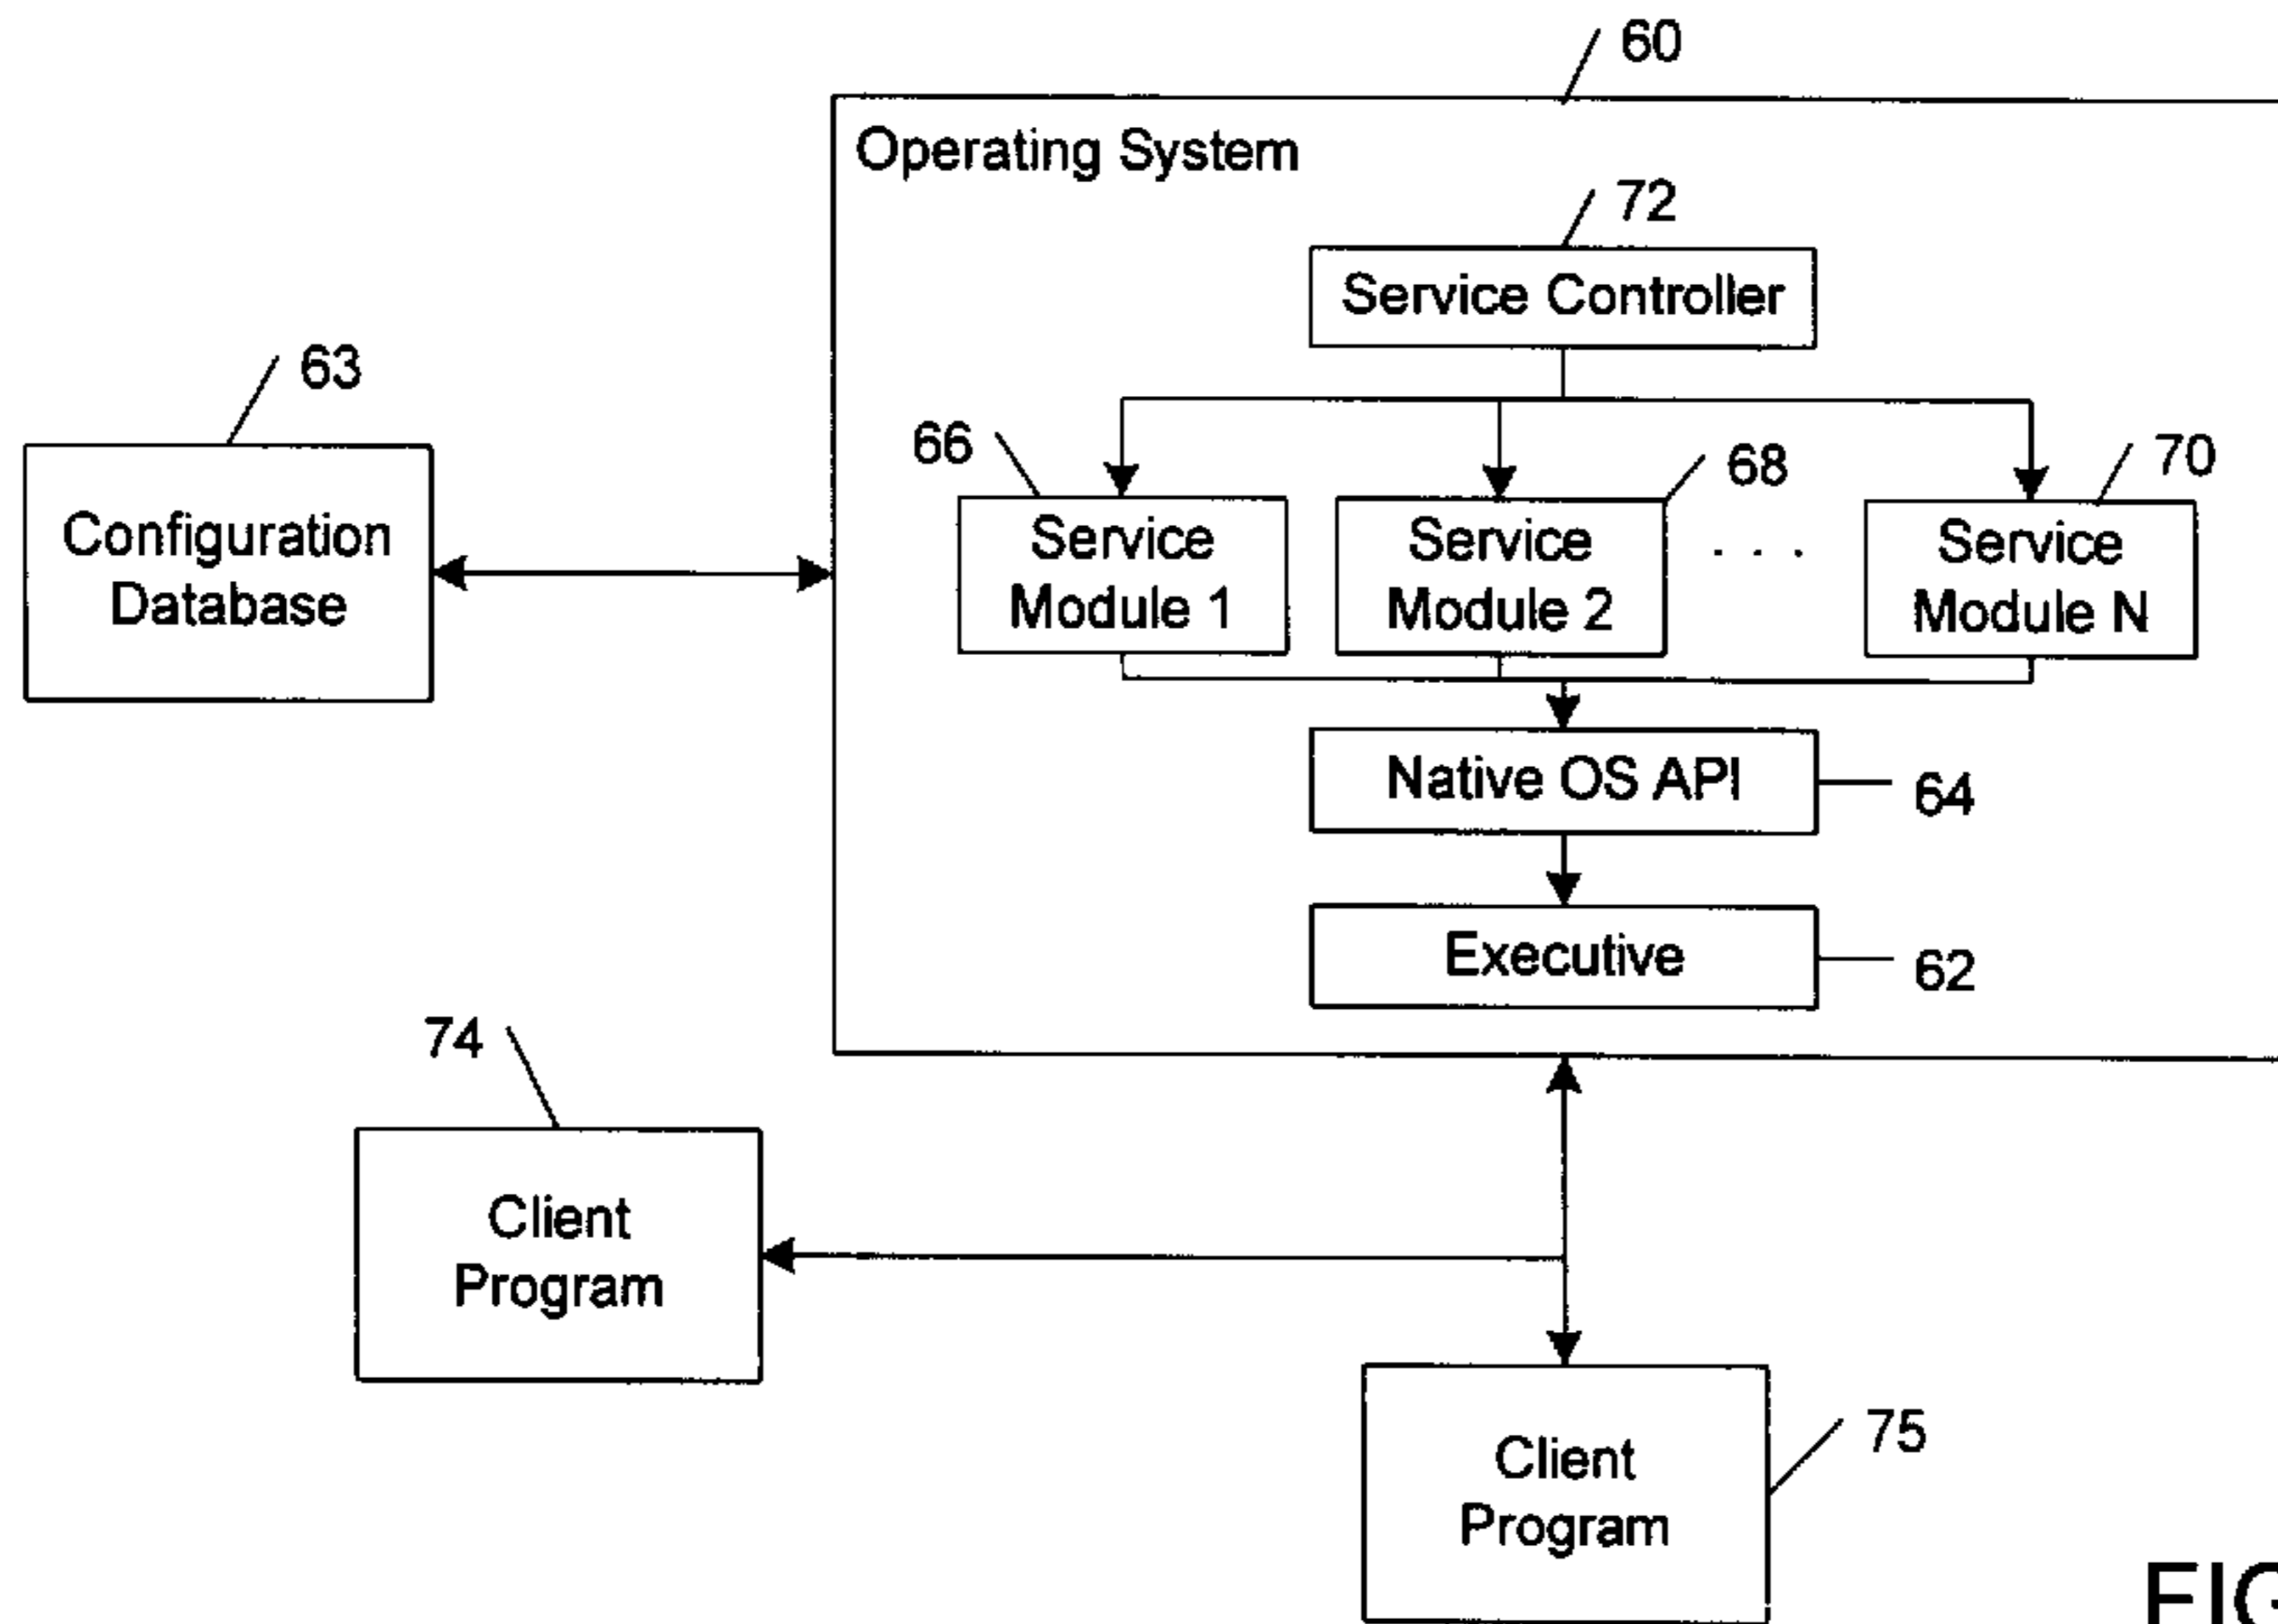 60
Operating System
72
Service Controller
63
66
68
70
Configuration
Database
Service
Module 1
Service
Module 2
. . .
Service
Module N
Native OS API
64
Executive
62
74
Client
Program
75
Client
Program
FIG